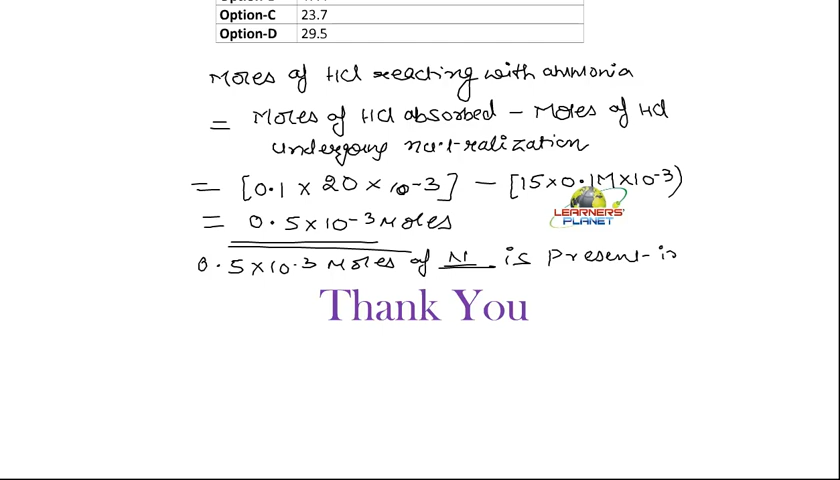 Option-C 23.7
Option-D 29.5
Moles of HCl reacting with ammonia
= Moles of HCl absorbed - Moles of HCl
undergoing neutralization
= [0.1 × 20 × 10-3] - [15×0.1M×10-3)
= 0.5×10-3 Moles
LEARNERS'
PLANET
0.5×10-3 Moles of N is present in
Thank You